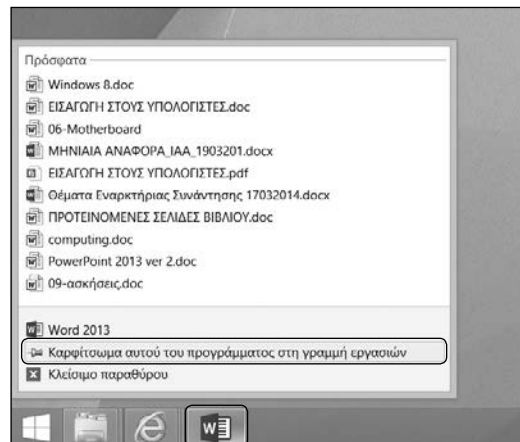 Πρόσφατα
Windows 8.doc
ΕΙΣΑΓΩΓΗ ΣΤΟΥΣ ΥΠΟΛΟΓΙΣΤΕΣ.doc
06-Motherboard
ΜΗΝΙΑΙΑ ΑΝΑΦΟΡΑ_ΙΑΑ_1903201.docx
ΕΙΣΑΓΩΓΗ ΣΤΟΥΣ ΥΠΟΛΟΓΙΣΤΕΣ.pdf
Θέματα Εναρκτήριας Συνάντησης 17032014.docx
ΠΡΟΤΕΙΝΟΜΕΝΕΣ ΣΕΛΙΔΕΣ ΒΙΒΛΙΟΥ.doc
computing.doc
PowerPoint 2013 ver 2.doc
09-ασκήσεις.doc
Word 2013
Καρφίτσωμα αυτού του προγράμματος στη γραμμή εργασιών
Κλείσιμο παραθύρου